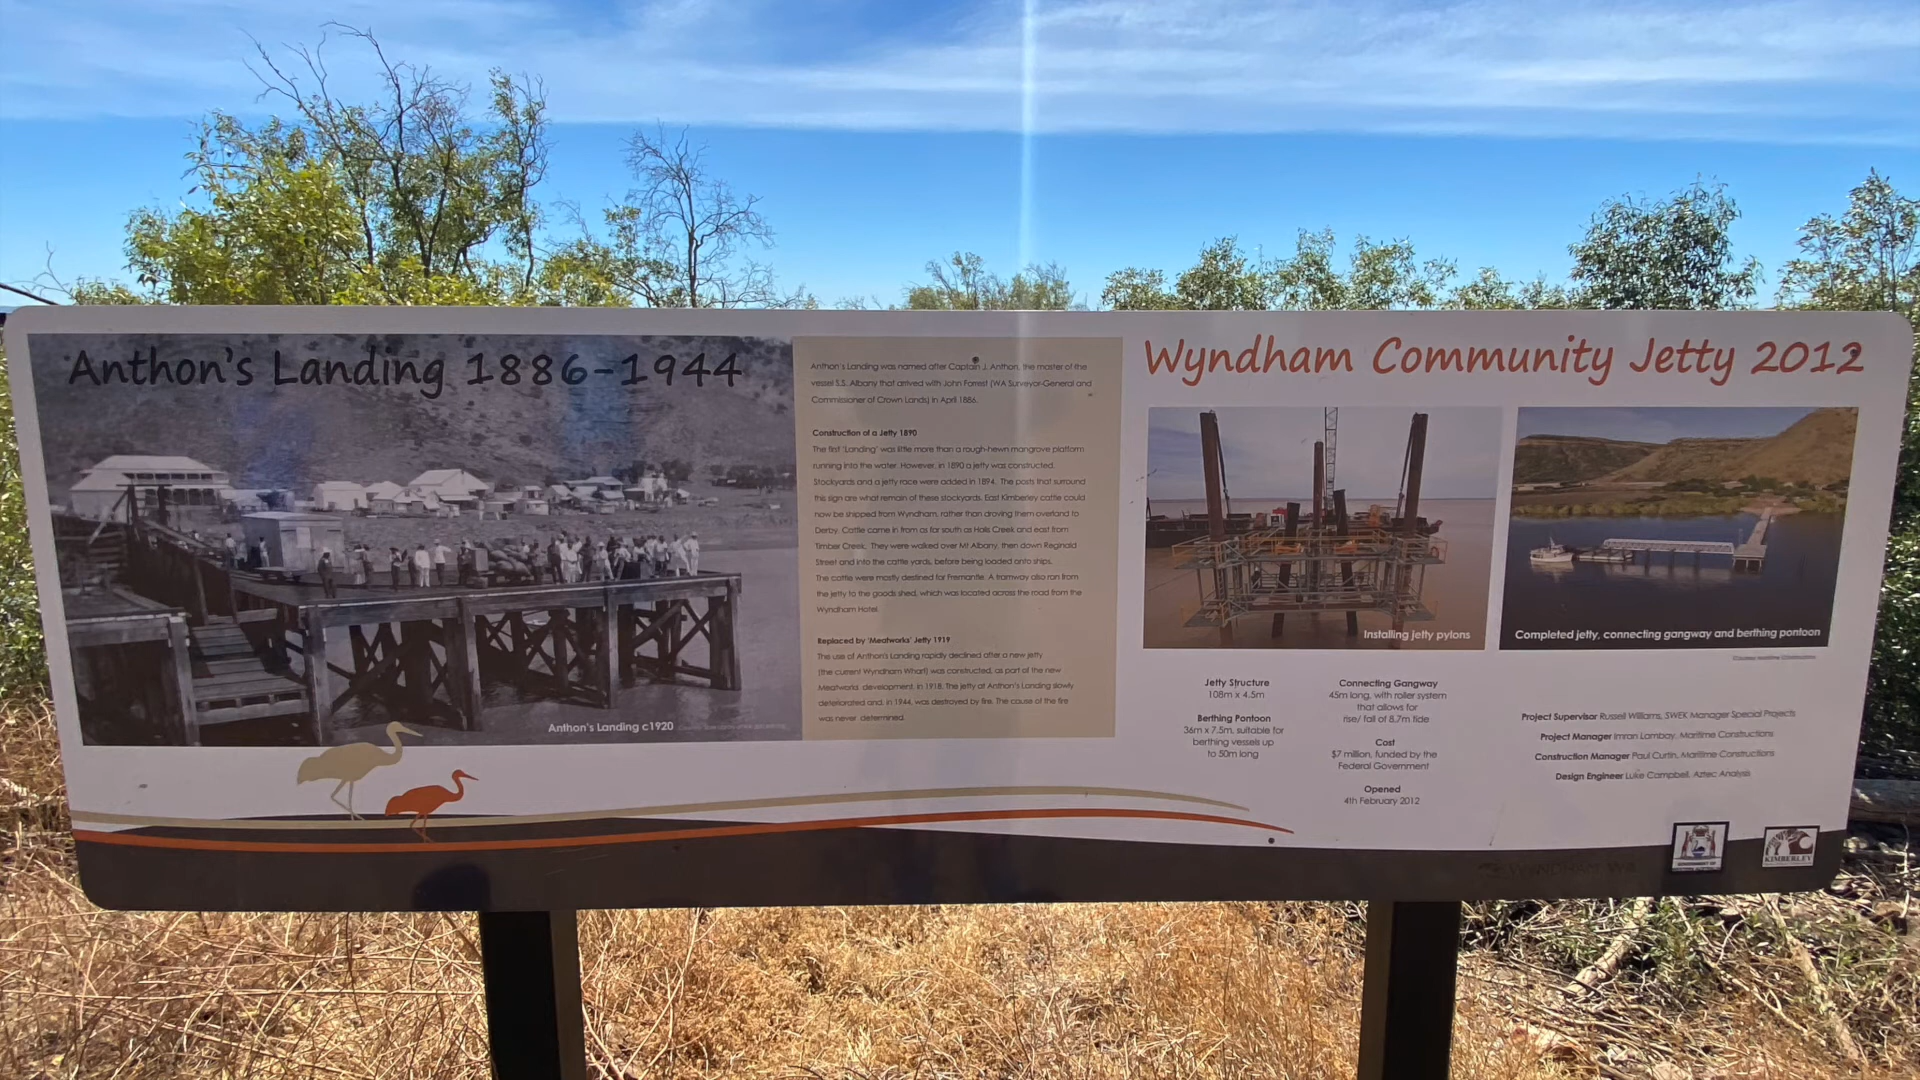 Anthon's Landing 1886-1944
Anthon's Landing was named after Captain J. Anthon, the master of the
vessel S.S. Albany that arrived with John Forrest (WA Surveyor-General and
Commissioner of Crown Lands) in April 1886.
Construction of a Jetty 1890
The first 'Landing' was little more than a rough-hewn mangrove platform
running into the water. However, in 1890 a jetty was constructed.
Stockyards and a jetty race were added in 1894. The posts that surround
this sign are what remain of these stockyards. East Kimberley cattle could
now be shipped from Wyndham, rather than droving them overland to
Derby. Cattle came in from as far south as Halls Creek and east from
Timber Creek. They were walked over Mt Albany, then down Reginald
Street and into the cattle yards, before being loaded onto ships.
The cattle were mostly destined for Fremantle. A tramway also ran from
the jetty to the goods shed, which was located across the road from the
Wyndham Hotel.
Replaced by 'Meatworks' Jetty 1919
The use of Anthon's Landing rapidly declined after a new jetty
(the current Wyndham Wharf) was constructed, as part of the new
development, in 1918. The jetty at Anthon's Landing slowly
deteriorated and, in 1944, was destroyed by fire. The cause of the fire
was never determined.
Anthon's Landing c1920
Wyndham Community Jetty 2012
Installing jetty pylons
Completed jetty, connecting gangway and berthing pontoon
Jetty Structure
108m x 4.5m
Berthing Pontoon
36m x 7.5m, suitable for
berthing vessels up
to 50m long
Connecting Gangway
45m long, with roller system
that allows for
rise/ fall of 8.7m tide
Cost
$7 million, funded by the
Federal Government
Opened
4th February 2012
Project Supervisor Russell Williams, SWEK Manager Special Projects
Project Manager Imran Lambay, Maritime Constructions
Construction Manager Paul Curtin, Maritime Constructions
Design Engineer Luke Campbell, Aztec Analysis
GOVERNMENT OF
KIMBERLEY